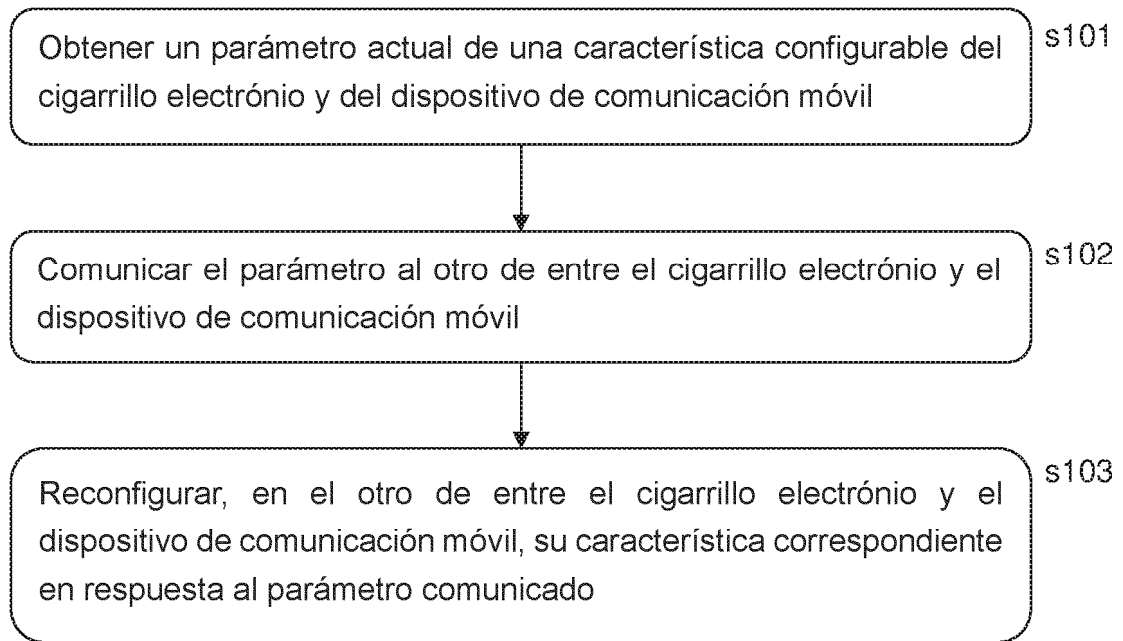 Obtener un parámetro actual de una característica configurable del
cigarrillo electrónio y del dispositivo de comunicación móvil
s101
Comunicar el parámetro al otro de entre el cigarrillo electrónio y el
dispositivo de comunicación móvil
s102
Reconfigurar, en el otro de entre el cigarrillo electrónio y el
dispositivo de comunicación móvil, su característica correspondiente
en respuesta al parámetro comunicado
s103